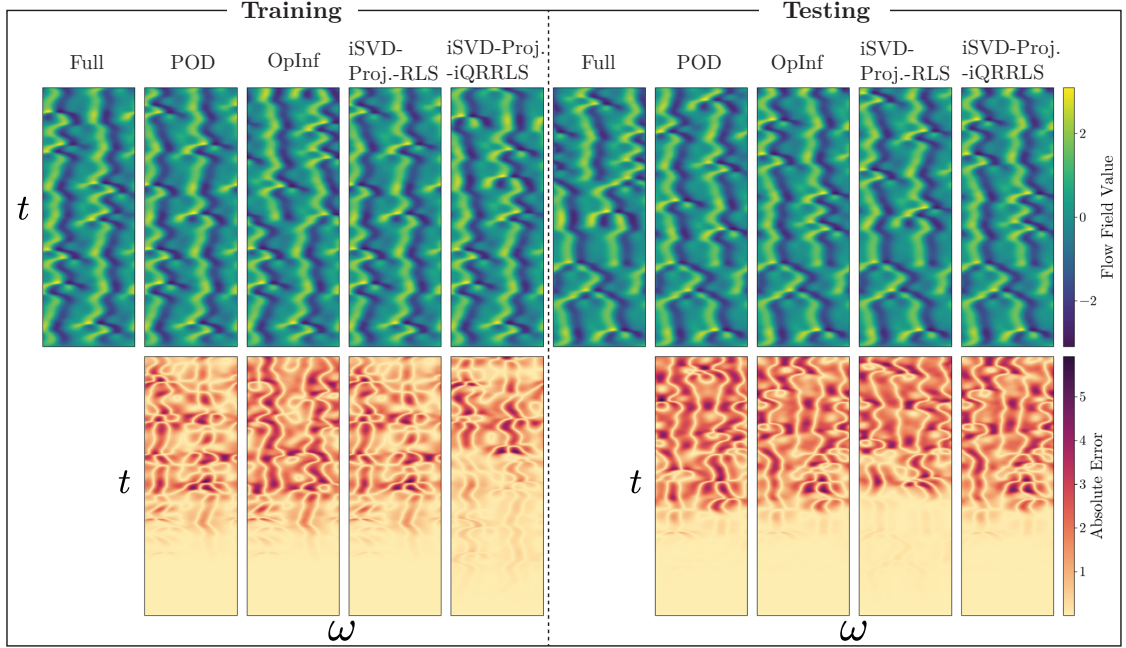 Training
Testing
Full
POD
OpInf
iSVD-
Proj.-RLS
iSVD-Proj.
-iQRRLS
Full
POD
OpInf
iSVD-
Proj.-RLS
iSVD-Proj.
-iQRRLS
t
2
0
−2
Flow Field Value
t
t
5
4
3
2
1
Absolute Error
ω
ω